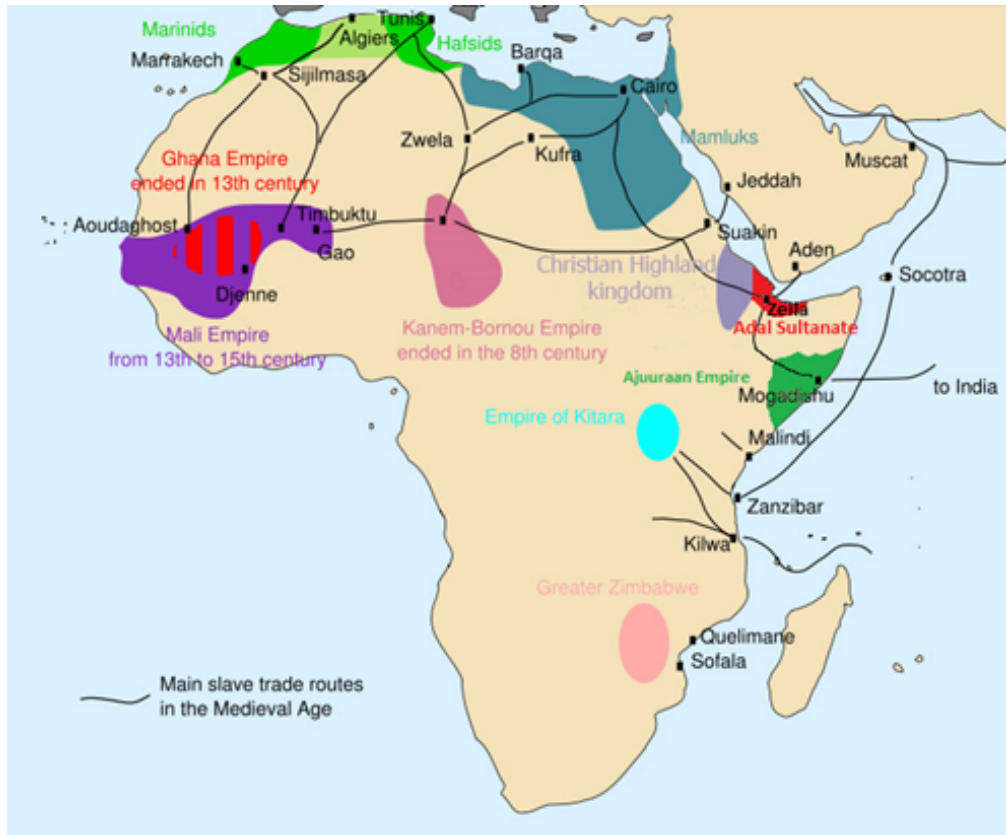 Marinids
Tunis
Algiers
Hafsids
Marrakech
Sijilmasa
Barqa
Cairo
Zwela
Kufra
Mamluks
Muscat
Ghana Empire
ended in 13th century
Jeddah
Aoudaghost
Timbuktu
Gao
Suakin
Aden
Djenne
Christian Highland
kingdom
Socotra
Zeila
Adal Sultanate
Mali Empire
from 13th to 15th century
Kanem-Bornou Empire
ended in the 8th century
Ajuuraan Empire
Mogadishu
to India
Empire of Kitara
Malindi
Zanzibar
Kilwa
Greater Zimbabwe
Quelimane
Sofala
Main slave trade routes
in the Medieval Age